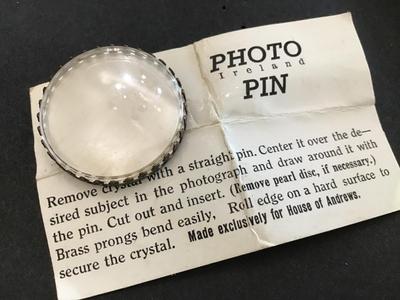 PHOTO
Ireland
PIN
Remove crystal with a straight pin. Center it over the de—
sired subject in the photograph and draw around it with
the pin. Cut out and insert. (Remove pearl disc, if necessary.)
Brass prongs bend easily, Roll edge on a hard surface to
secure the crystal. Made exclusively for House of Andrews.